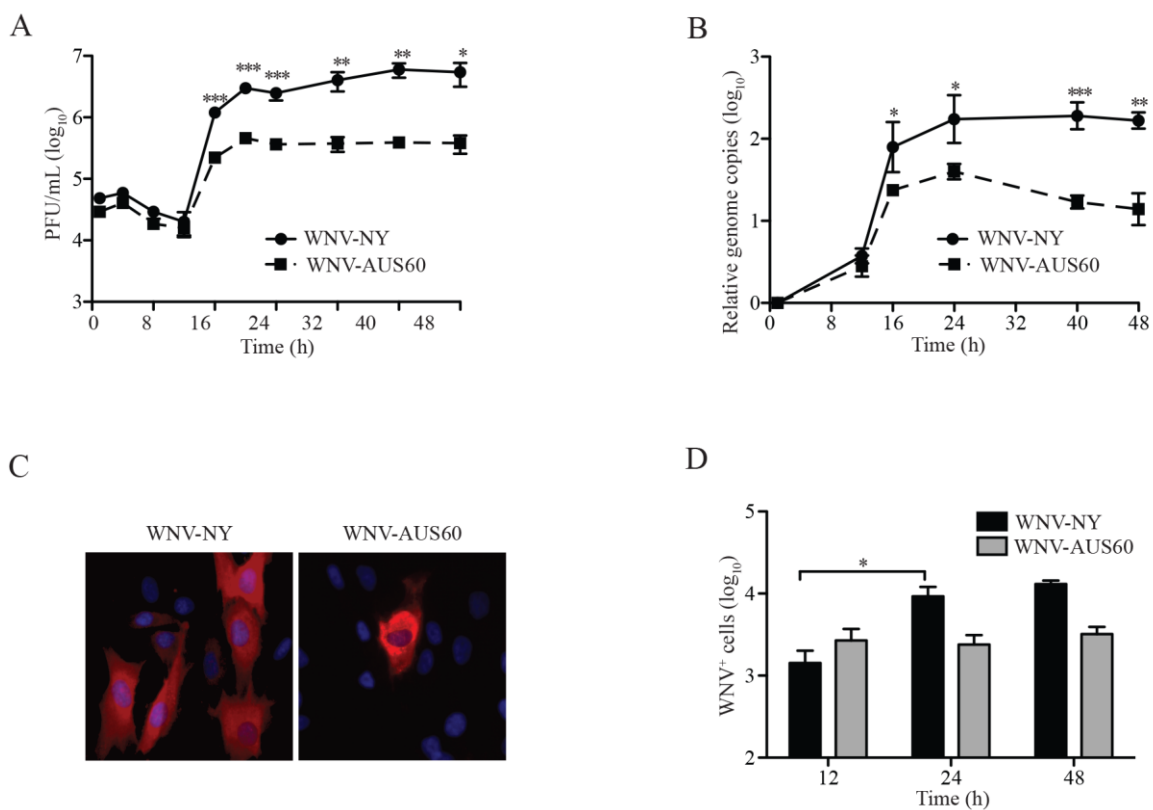 A
PFU/mL (log₁₀)
7
6
5
4
3
*** *** *** ** ** *
WNV-NY
WNV-AUS60
0 8 16 24 32 40 48
Time (h)
B
Relative genome copies (log₁₀)
3
2
1
0
* * *** **
WNV-NY
WNV-AUS60
0 8 16 24 32 40 48
Time (h)
C
WNV-NY WNV-AUS60
D
WNV⁺ cells (log₁₀)
5
4
3
2
*
WNV-NY
WNV-AUS60
12 24 48
Time (h)